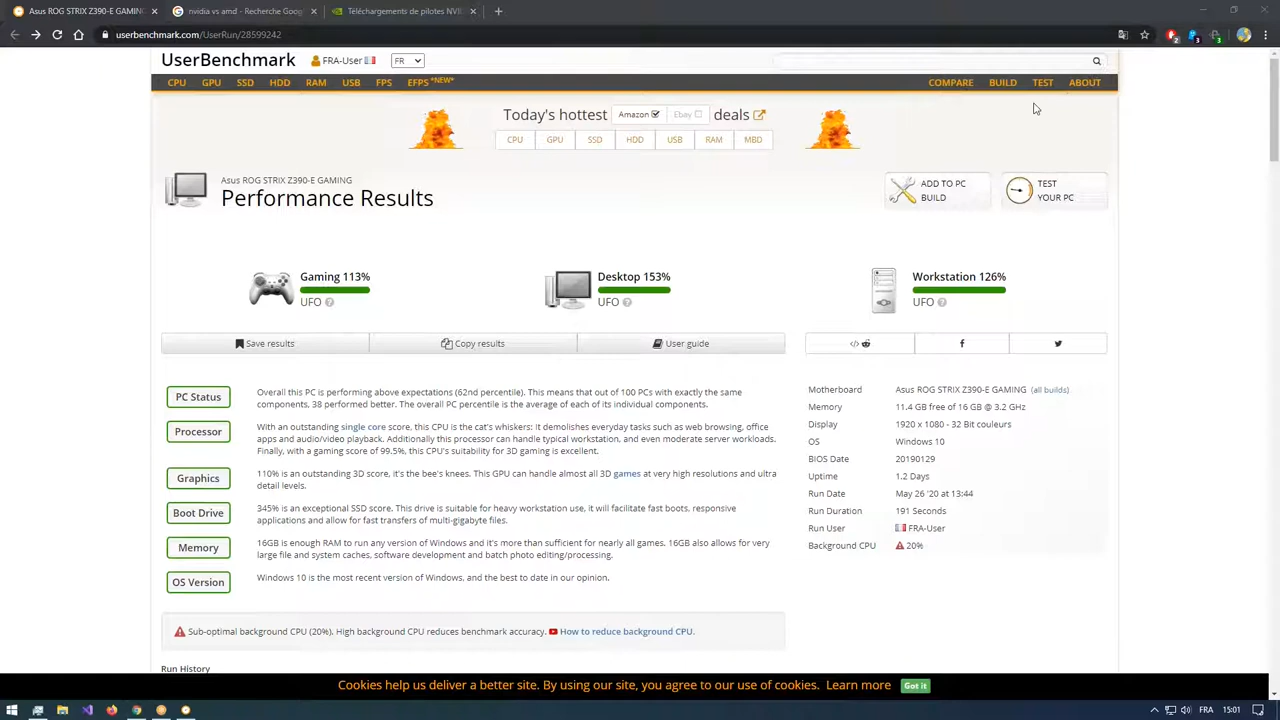 Asus ROG STRIX Z390-E GAMIN
nvidia vs amd - Recherche Goog
Téléchargements de pilotes NVI
userbenchmark.com/UserRun/28599242
UserBenchmark
FRA-User
FR
CPU GPU SSD HDD RAM USB FPS EFPS *NEW*
COMPARE BUILD TEST ABOUT
Today's hottest Amazon Ebay deals
CPU GPU SSD HDD USB RAM MBD
Asus ROG STRIX Z390-E GAMING
Performance Results
ADD TO PC
BUILD
TEST
YOUR PC
Gaming 113%
UFO
Desktop 153%
UFO
Workstation 126%
UFO
Save results
Copy results
User guide
PC Status
Overall this PC is performing above expectations (62nd percentile). This means that out of 100 PCs with exactly the same
components, 38 performed better. The overall PC percentile is the average of each of its individual components.
Processor
With an outstanding single core score, this CPU is the cat's whiskers: It demolishes everyday tasks such as web browsing, office
apps and audio/video playback. Additionally this processor can handle typical workstation, and even moderate server workloads.
Finally, with a gaming score of 99.5%, this CPU's suitability for 3D gaming is excellent.
Graphics
110% is an outstanding 3D score, it's the bee's knees. This GPU can handle almost all 3D games at very high resolutions and ultra
detail levels.
Boot Drive
345% is an exceptional SSD score. This drive is suitable for heavy workstation use, it will facilitate fast boots, responsive
applications and allow for fast transfers of multi-gigabyte files.
Memory
16GB is enough RAM to run any version of Windows and it's more than sufficient for nearly all games. 16GB also allows for very
large file and system caches, software development and batch photo editing/processing.
OS Version
Windows 10 is the most recent version of Windows, and the best to date in our opinion.
Motherboard Asus ROG STRIX Z390-E GAMING (all builds)
Memory 11.4 GB free of 16 GB @ 3.2 GHz
Display 1920 x 1080 - 32 Bit couleurs
OS Windows 10
BIOS Date 20190129
Uptime 1.2 Days
Run Date May 26 '20 at 13:44
Run Duration 191 Seconds
Run User FRA-User
Background CPU 20%
Sub-optimal background CPU (20%). High background CPU reduces benchmark accuracy. How to reduce background CPU.
Run History
Cookies help us deliver a better site. By using our site, you agree to our use of cookies. Learn more Got it
FRA 15:01